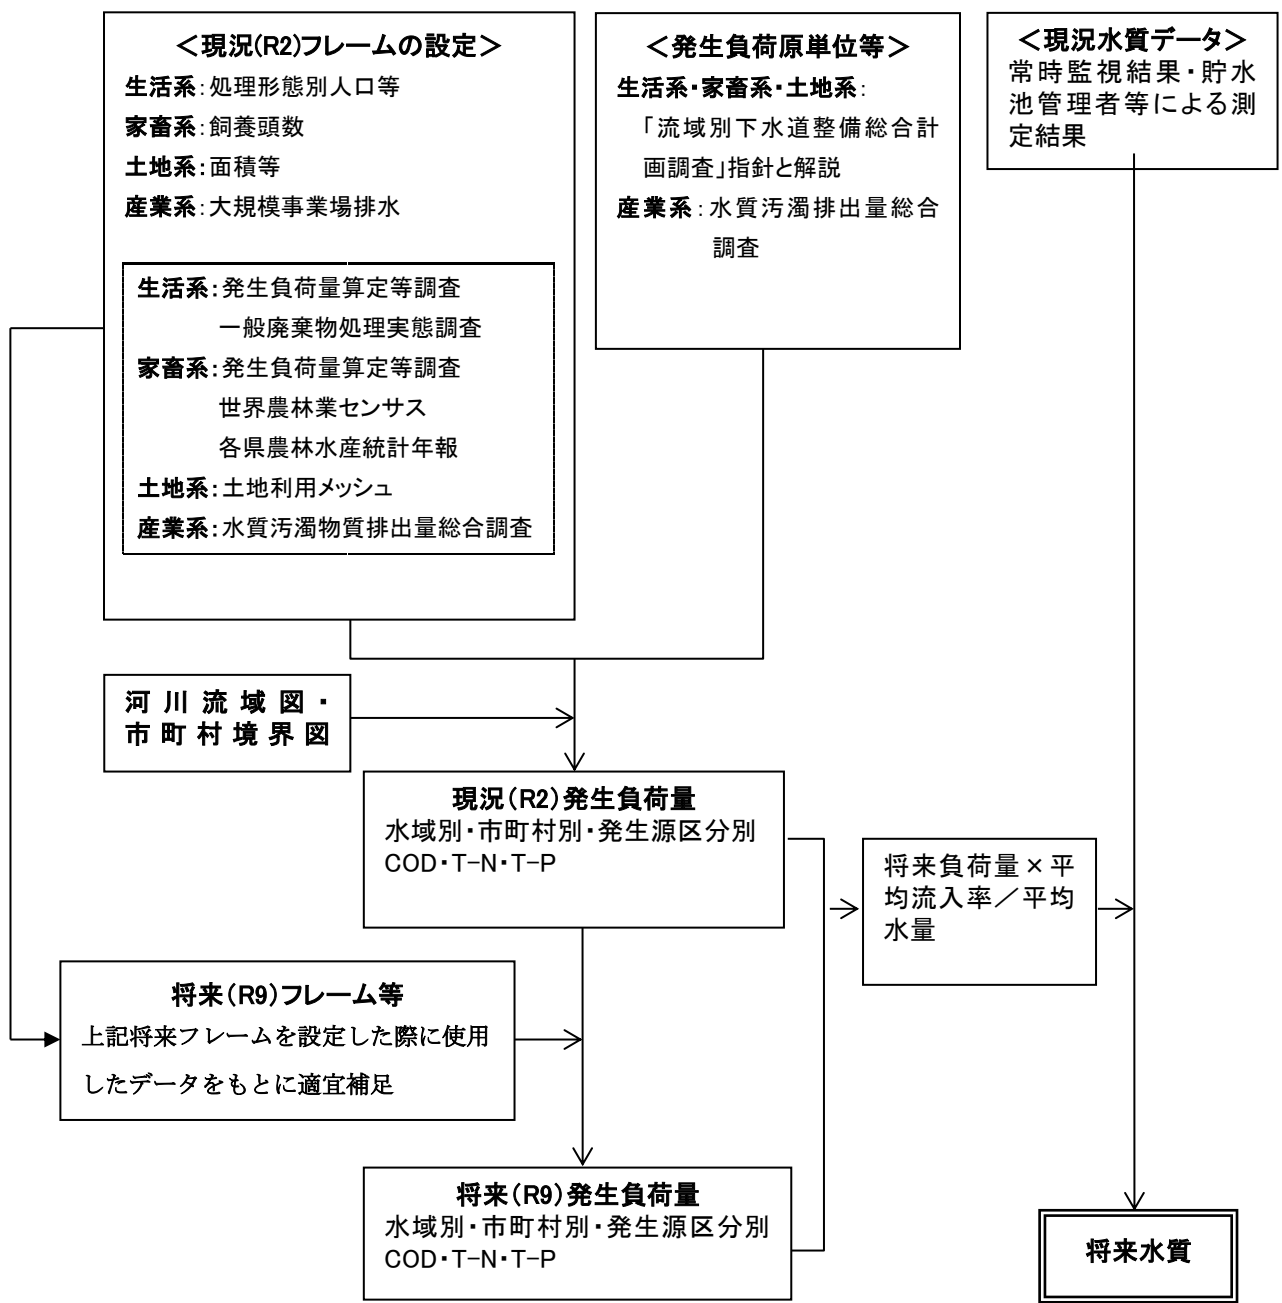 ＜現況(R2)フレームの設定＞
生活系：処理形態別人口等
家畜系：飼養頭数
土地系：面積等
産業系：大規模事業場排水
生活系：発生負荷量算定等調査
一般廃棄物処理実態調査
家畜系：発生負荷量算定等調査
世界農林業センサス
各県農林水産統計年報
土地系：土地利用メッシュ
産業系：水質汚濁物質排出量総合調査
＜発生負荷原単位等＞
生活系・家畜系・土地系：
「流域別下水道整備総合計
画調査」指針と解説
産業系：水質汚濁排出量総合
調査
＜現況水質データ＞
常時監視結果・貯水
池管理者等による測
定結果
河川流域図・
市町村境界図
現況（R2）発生負荷量
水域別・市町村別・発生源区分別
COD・T-N・T-P
将来負荷量×平
均流入率／平均
水量
将来（R9）フレーム等
上記将来フレームを設定した際に使用
したデータをもとに適宜補足
将来（R9）発生負荷量
水域別・市町村別・発生源区分別
COD・T-N・T-P
将来水質